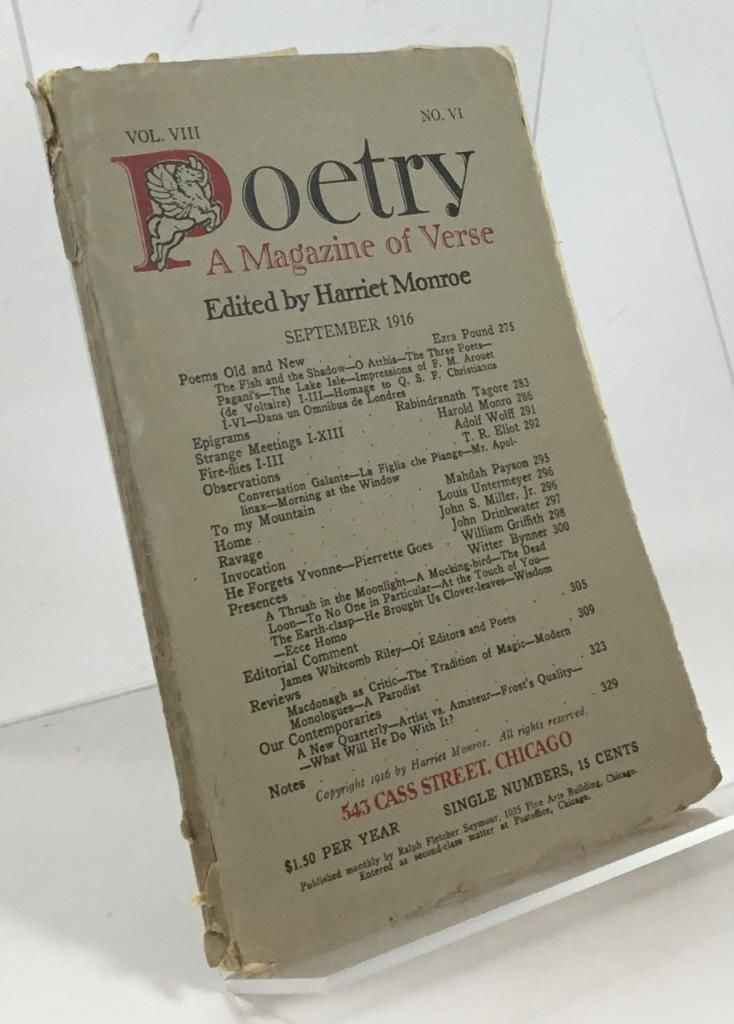 VOL. VIII NO. VI
Poetry
A Magazine of Verse
Edited by Harriet Monroe
SEPTEMBER 1916
Poems Old and New . . . Ezra Pound 275
The Fish and the Shadow—O Atthis—The Three Poets—
Pagani's—The Lake Isle—Impressions of F. M. Arouet
(de Voltaire) I-III—Homage to Q. S. F. Christianus
I-VI—Dans un Omnibus de Londres
Epigrams . . . Rabindranath Tagore 283
Strange Meetings I-XIII . . . Harold Monro 286
Fire-flies I-III . . . Adolf Wolff 291
Observations . . . T. R. Eliot 292
Conversation Galante—La Figlia che Piange—Mr. Apol-
linax—Morning at the Window
To my Mountain . . . Mahdah Payson 295
Home . . . Louis Untermeyer 296
Ravage . . . John S. Miller, Jr. 296
Invocation . . . John Drinkwater 297
He Forgets Yvonne—Pierrette Goes William Griffith 298
Presences . . . Witter Bynner 300
A Thrush in the Moonlight—A Mocking-bird—The Dead
Loon—To No One in Particular—At the Touch of You—
The Earth-clasp—He Brought Us Clover-leaves—Wisdom
—Ecce Homo
Editorial Comment . . . 305
James Whitcomb Riley—Of Editors and Poets
Reviews . . . 309
Macdonagh as Critic—The Tradition of Magic—Modern
Monologues—A Parodist
Our Contemporaries . . . 323
A New Quarterly—Artist vs. Amateur—Frost's Quality—
—What Will He Do With It?
Notes . . . 329
Copyright 1916 by Harriet Monroe. All rights reserved.
543 CASS STREET, CHICAGO
$1.50 PER YEAR SINGLE NUMBERS, 15 CENTS
Published monthly by Ralph Fletcher Seymour, 1025 Fine Arts Building, Chicago.
Entered as second-class matter at Postoffice, Chicago.